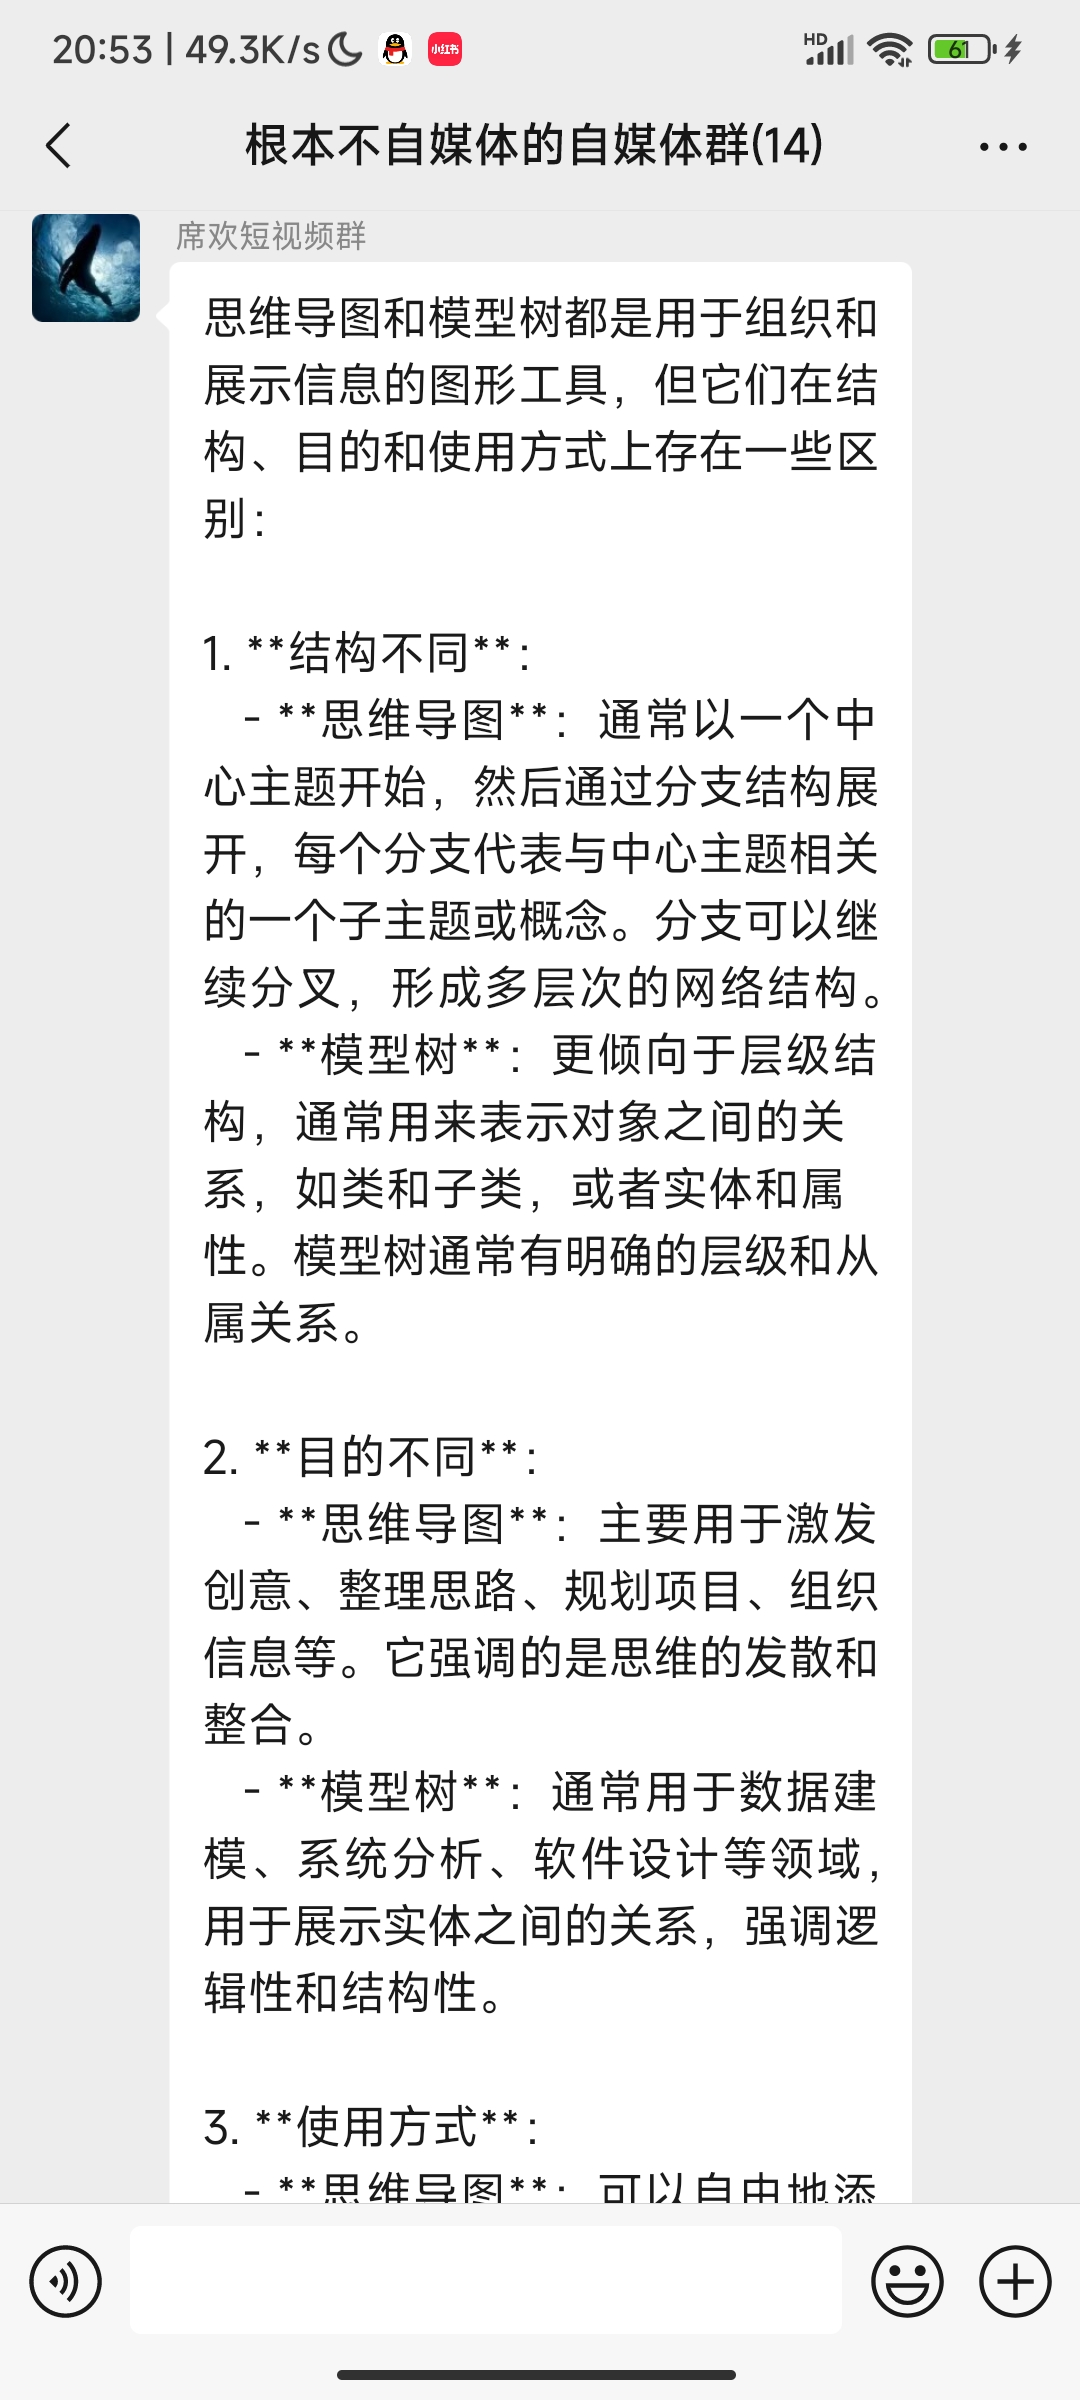 20:53 | 49.3K/s
小红书
HD
61
根本不自媒体的自媒体群(14)
席欢短视频群
思维导图和模型树都是用于组织和
展示信息的图形工具，但它们在结
构、目的和使用方式上存在一些区
别：
1. **结构不同**：
- **思维导图**：通常以一个中
心主题开始，然后通过分支结构展
开，每个分支代表与中心主题相关
的一个子主题或概念。分支可以继
续分叉，形成多层次的网络结构。
- **模型树**：更倾向于层级结
构，通常用来表示对象之间的关
系，如类和子类，或者实体和属
性。模型树通常有明确的层级和从
属关系。
2. **目的不同**：
- **思维导图**：主要用于激发
创意、整理思路、规划项目、组织
信息等。它强调的是思维的发散和
整合。
- **模型树**：通常用于数据建
模、系统分析、软件设计等领域，
用于展示实体之间的关系，强调逻
辑性和结构性。
3. **使用方式**：
- **思维导图**：可以自由地添